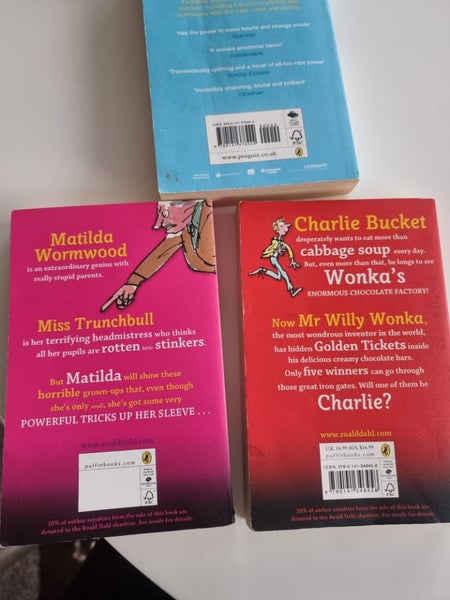 'Has the power to move hearts and change minds'
Guardian
'It wreaks emotional havoc'
Independent
'Tremendously uplifting and a novel of all-too-rare power'
Sunday Express
'Incredibly charming, brutal and brilliant'
Observer
www.penguin.co.uk
FSC
LIONSGATE
Matilda
Wormwood
is an extraordinary genius with
really stupid parents.
Miss Trunchbull
is her terrifying headmistress who thinks
all her pupils are rotten little stinkers.
But Matilda will show these
horrible grown-ups that, even though
she's only small, she's got some very
POWERFUL TRICKS UP HER SLEEVE . . .
www.roalddahl.com
puffinbooks.com
FSC
10% of author royalties from the sale of this book are
donated to the Roald Dahl charities. See inside for details.
Charlie Bucket
desperately wants to eat more than
cabbage soup every day.
But, even more than that, he longs to see
Wonka's
ENORMOUS CHOCOLATE FACTORY!
Now Mr Willy Wonka,
the most wondrous inventor in the world,
has hidden Golden Tickets inside
his delicious creamy chocolate bars.
Only five winners can go through
those great iron gates. Will one of them be
Charlie?
www.roalddahl.com
puffinbooks.com
FSC
10% of author royalties from the sale of this book are
donated to the Roald Dahl charities. See inside for details.